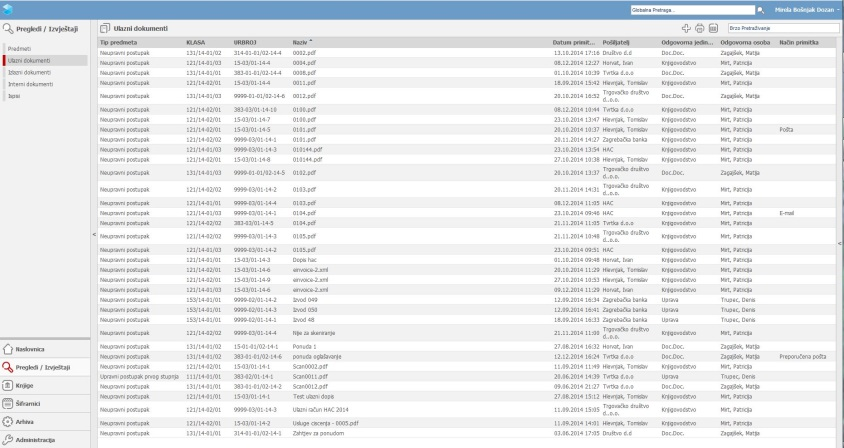 Globalna Pretraga...
Mirela Bošnjak Dozan
Pregledi / Izvještaji
Predmeti
Ulazni dokumenti
Izlazni dokumenti
Interni dokumenti
Ispisi
Naslovnica
Pregledi / Izvještaji
Knjige
Šifrarnici
Arhiva
Administracija
Ulazni dokumenti
Brzo Pretraživanje
Tip predmeta KLASA URBROJ Naziv Datum primit... Pošiljatelj Odgovorna jedin... Odgovorna osoba Način primitka
Neupravni postupak 131/14-01/02 314-01-01/02-14-4 0002.pdf 13.10.2014 17:16 Društvo d.d Doc.Doc. Zagajšek, Matija
Neupravni postupak 121/14-01/03 15-03/01-14-4 0004.pdf 08.12.2014 12:27 Horvat, Ivan Knjigovodstvo Mirt, Patricija
Neupravni postupak 131/14-01/01 383-01-01/02-14-4 0008.pdf 01.10.2014 10:39 Tvrtka d.o.o Doc.Doc. Zagajšek, Matija
Neupravni postupak 121/14-02/01 15-03/01-14-4 0011.pdf 18.09.2014 15:42 Hlevnjak, Tomislav Knjigovodstvo Mirt, Patricija
Neupravni postupak 131/14-01/03 9999-01-01/02-14-6 0012.pdf 20.10.2014 16:52 Trgovačko društvo d..o.o. Doc.Doc. Zagajšek, Matija
Neupravni postupak 121/14-02/01 383-03/01-14-10 0100.pdf 08.12.2014 10:44 Tvrtka d.o.o Knjigovodstvo Mirt, Patricija
Neupravni postupak 121/14-02/01 15-03/01-14-7 0100.pdf 23.10.2014 13:47 Hlevnjak, Tomislav Knjigovodstvo Mirt, Patricija
Neupravni postupak 121/14-02/01 15-03/01-14-5 0101.pdf 20.10.2014 10:37 Hlevnjak, Tomislav Knjigovodstvo Mirt, Patricija Pošta
Neupravni postupak 121/14-02/02 9999-03/01-14-1 0101.pdf 20.11.2014 14:27 Zagrebačka banka Knjigovodstvo Mirt, Patricija
Neupravni postupak 121/14-01/03 9999-03/01-14-3 010144.pdf 23.10.2014 13:54 HAC Knjigovodstvo Mirt, Patricija
Neupravni postupak 121/14-02/01 15-03/01-14-8 010144.pdf 27.10.2014 10:38 Hlevnjak, Tomislav Knjigovodstvo Mirt, Patricija
Neupravni postupak 131/14-01/03 9999-01-01/02-14-5 0102.pdf 20.10.2014 13:37 Trgovačko društvo d..o.o. Doc.Doc. Zagajšek, Matija
Neupravni postupak 121/14-02/02 9999-03/01-14-2 0103.pdf 20.11.2014 14:31 Trgovačko društvo d..o.o. Knjigovodstvo Mirt, Patricija
Neupravni postupak 121/14-01/03 9999-03/01-14-4 0103.pdf 08.12.2014 11:05 HAC Knjigovodstvo Mirt, Patricija
Neupravni postupak 121/14-01/03 9999-03/01-14-1 0104.pdf 23.10.2014 09:46 HAC Knjigovodstvo Mirt, Patricija E-mail
Neupravni postupak 121/14-02/02 383-03/01-14-5 0104.pdf 21.11.2014 11:05 Tvrtka d.o.o Knjigovodstvo Mirt, Patricija
Neupravni postupak 121/14-02/02 9999-03/01-14-3 0105.pdf 21.11.2014 10:48 Trgovačko društvo d..o.o. Knjigovodstvo Mirt, Patricija
Neupravni postupak 121/14-01/03 9999-03/01-14-2 0105.pdf 23.10.2014 09:51 HAC Knjigovodstvo Mirt, Patricija
Neupravni postupak 121/14-01/01 15-03/01-14-3 Dopis hac 01.10.2014 09:48 Horvat, Ivan Knjigovodstvo Mirt, Patricija
Neupravni postupak 121/14-02/01 15-03/01-14-6 envoice-2.xml 20.10.2014 11:29 Hlevnjak, Tomislav Knjigovodstvo Mirt, Patricija
Neupravni postupak 121/14-02/01 15-03/01-14-9 envoice-2.xml 27.10.2014 10:53 Hlevnjak, Tomislav Knjigovodstvo Mirt, Patricija
Neupravni postupak 121/14-01/03 15-03/01-14-6 envoice-2.xml 09.12.2014 11:29 Horvat, Ivan Knjigovodstvo Mirt, Patricija
Neupravni postupak 153/14-01/01 9999-02/01-14-2 Izvod 049 12.09.2014 16:34 Zagrebačka banka Uprava Trupec, Denis
Neupravni postupak 153/14-01/01 9999-02/01-14-3 Izvod 050 12.09.2014 16:41 Zagrebačka banka Uprava Trupec, Denis
Neupravni postupak 153/14-01/01 9999-02/01-14-1 Izvod 48 18.09.2014 16:33 Zagrebačka banka Uprava Trupec, Denis
Neupravni postupak 121/14-02/02 9999-03/01-14-4 Nije za skeniranje 21.11.2014 11:09 Trgovačko društvo d..o.o. Knjigovodstvo Mirt, Patricija
Neupravni postupak 131/14-01/02 15-01-01/02-14-1 Ponuda 1 27.08.2014 16:32 Horvat, Ivan Doc.Doc. Zagajšek, Matija
Neupravni postupak 131/14-01/02 383-01-01/02-14-6 ponuda oglašavanje 12.12.2014 16:24 Tvrtka d.o.o Doc.Doc. Zagajšek, Matija Preporučena pošta
Neupravni postupak 121/14-02/01 15-03/01-14-1 Scan0002.pdf 11.09.2014 11:49 Hlevnjak, Tomislav Knjigovodstvo Mirt, Patricija
Upravni postupak prvog stupnja 131/14-01/01 383-02/01-14-1 Scan0011.pdf 20.06.2014 14:39 Tvrtka d.o.o Uprava Trupec, Denis
Neupravni postupak 131/14-01/01 383-01-01/02-14-2 Scan0012.pdf 09.06.2014 21:27 Tvrtka d.o.o Doc.Doc. Zagajšek, Matija
Neupravni postupak 121/14-01/01 15-03/01-14-1 Test ulazni dopis 27.08.2014 15:12 Hlevnjak, Tomislav Knjigovodstvo Mirt, Patricija
Neupravni postupak 121/14-01/01 9999-03/01-14-3 Ulazni račun HAC 2014 11.09.2014 15:05 Trgovačko društvo d..o.o. Knjigovodstvo Mirt, Patricija
Neupravni postupak 121/14-02/01 15-03/01-14-2 Usluge ciscenja - 0005.pdf 11.09.2014 14:01 Hlevnjak, Tomislav Knjigovodstvo Mirt, Patricija
Neupravni postupak 131/14-01/01 314-01-01/02-14-1 Zahtjev za ponudom 03.06.2014 17:05 Društvo d.d Doc.Doc. Zagajšek, Matija